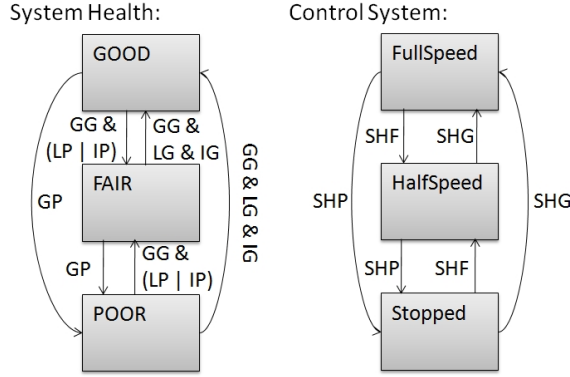 System Health:
GOOD
GG &
(LP | IP)
GG &
LG & IG
GP
FAIR
GG & LG & IG
GP
GG &
(LP | IP)
POOR
Control System:
FullSpeed
SHF
SHG
HalfSpeed
SHP
SHG
SHP
SHF
Stopped